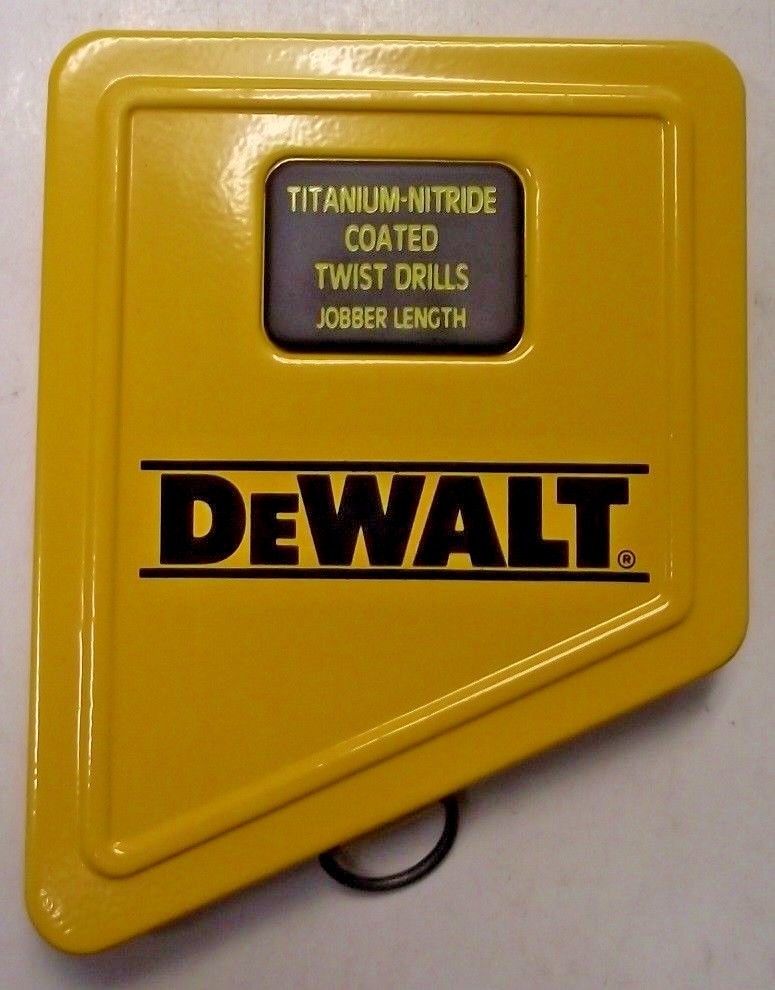 TITANIUM-NITRIDE
COATED
TWIST DRILLS
JOBBER LENGTH
DEWALT®